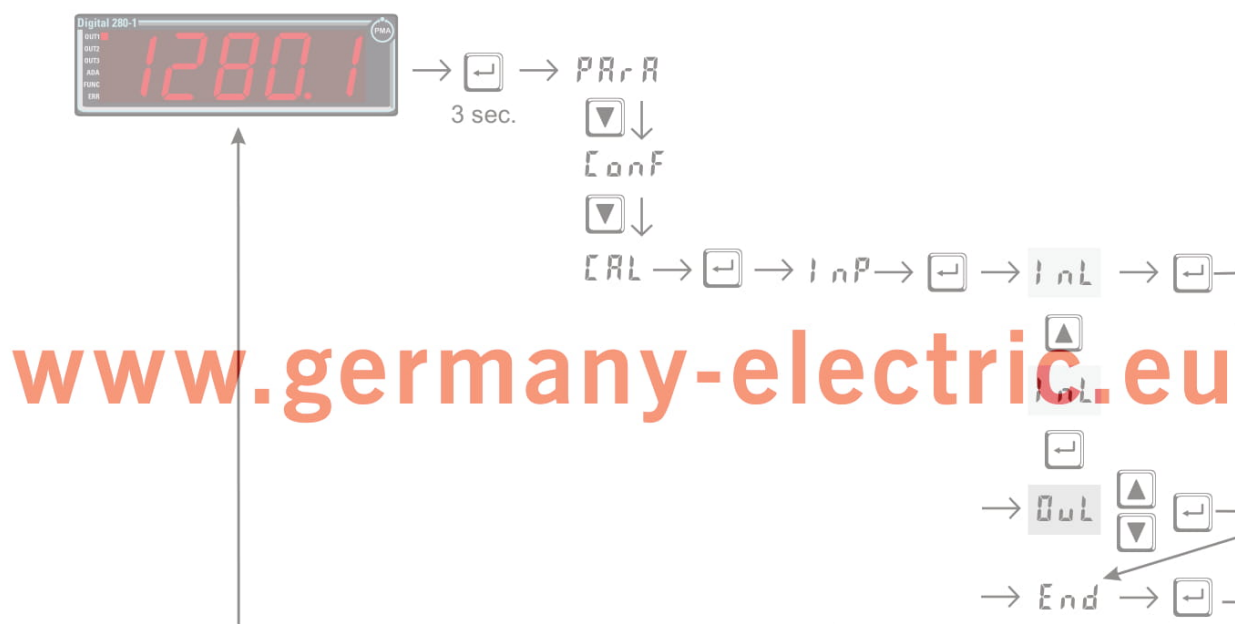 Digital 280-1
PMA
OUT1
OUT2
OUT3
ADA
FUNC
ERR
1280.1
3 sec.
PArA
ConF
CAL
InP
InL
www.germany-electric.eu
InL
OuL
End